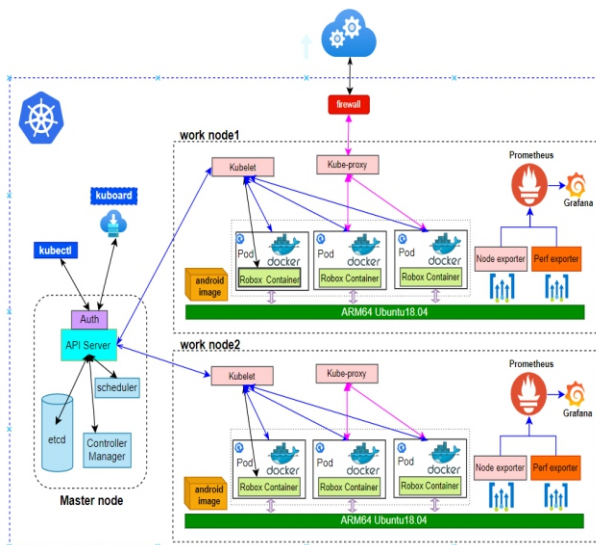 firewall
work node1
Kubelet
Kube-proxy
Prometheus
Grafana
kuboard
kubectl
Pod
docker
Robox Container
Pod
docker
Robox Container
Pod
docker
Robox Container
Node exporter
Perf exporter
android
image
ARM64 Ubuntu18.04
Auth
API Server
scheduler
etcd
Controller
Manager
Master node
work node2
Kubelet
Kube-proxy
Prometheus
Grafana
Pod
docker
Robox Container
Pod
docker
Robox Container
Pod
docker
Robox Container
Node exporter
Perf exporter
android
image
ARM64 Ubuntu18.04